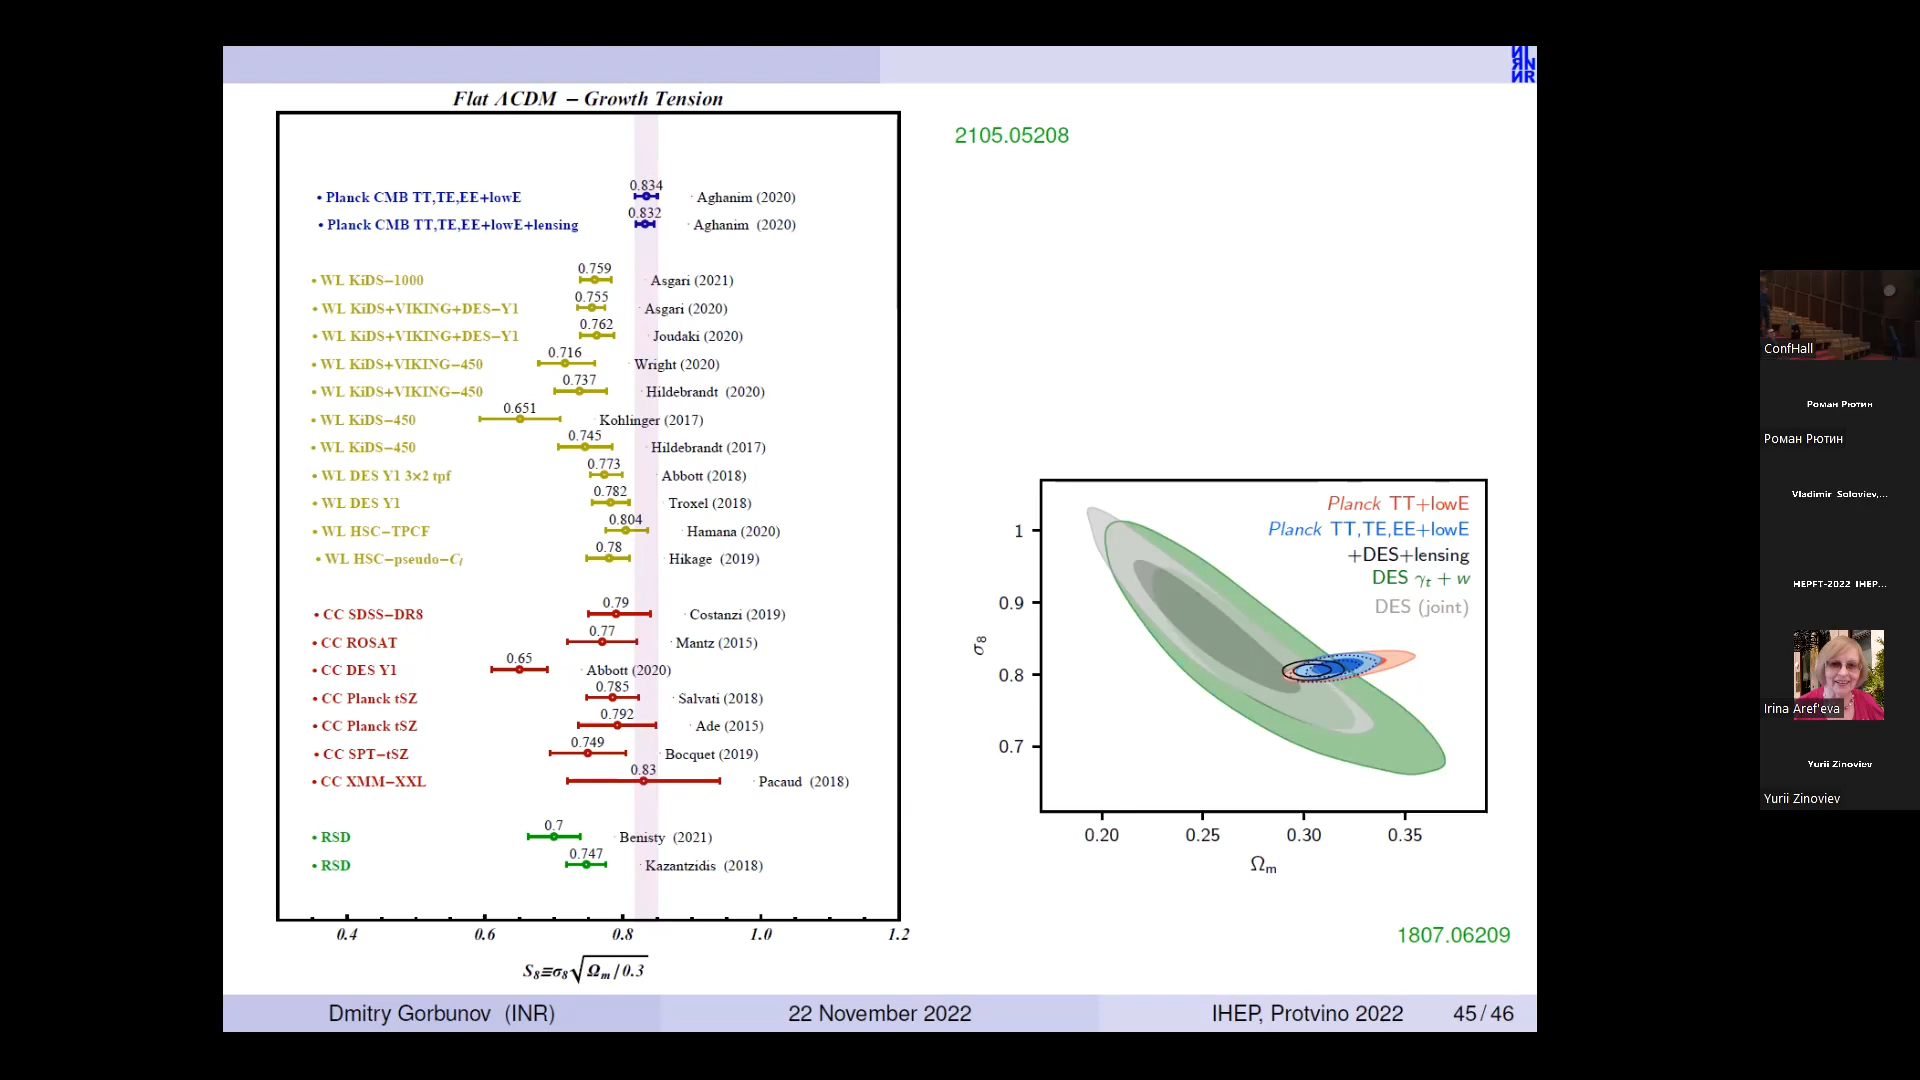 Flat ΛCDM – Growth Tension
0.834
• Planck CMB TT,TE,EE+lowE Aghanim (2020)
0.832
• Planck CMB TT,TE,EE+lowE+lensing Aghanim (2020)
0.759
• WL KiDS−1000 Asgari (2021)
0.755
• WL KiDS+VIKING+DES−Y1 Asgari (2020)
0.762
• WL KiDS+VIKING+DES−Y1 Joudaki (2020)
0.716
• WL KiDS+VIKING−450 Wright (2020)
0.737
• WL KiDS+VIKING−450 Hildebrandt (2020)
0.651
• WL KiDS−450 Kohlinger (2017)
0.745
• WL KiDS−450 Hildebrandt (2017)
0.773
• WL DES Y1 3×2 tpf Abbott (2018)
0.782
• WL DES Y1 Troxel (2018)
0.804
• WL HSC−TPCF Hamana (2020)
0.78
• WL HSC−pseudo−Cl Hikage (2019)
0.79
• CC SDSS−DR8 Costanzi (2019)
0.77
• CC ROSAT Mantz (2015)
0.65
• CC DES Y1 Abbott (2020)
0.785
• CC Planck tSZ Salvati (2018)
0.792
• CC Planck tSZ Ade (2015)
0.749
• CC SPT−tSZ Bocquet (2019)
0.83
• CC XMM−XXL Pacaud (2018)
0.7
• RSD Benisty (2021)
0.747
• RSD Kazantzidis (2018)
0.4 0.6 0.8 1.0 1.2
S8≡σ8√Ωm/0.3
2105.05208
Planck TT+lowE
Planck TT,TE,EE+lowE
+DES+lensing
DES γt + w
DES (joint)
1
0.9
0.8
0.7
σ8
0.20 0.25 0.30 0.35
Ωm
1807.06209
Dmitry Gorbunov (INR) 22 November 2022 IHEP, Protvino 2022 45 / 46
ConfHall
Роман Рютин
Роман Рютин
Vladimir Soloviev,...
HEPFT-2022 IHEP...
Irina Aref'eva
Yurii Zinoviev
Yurii Zinoviev